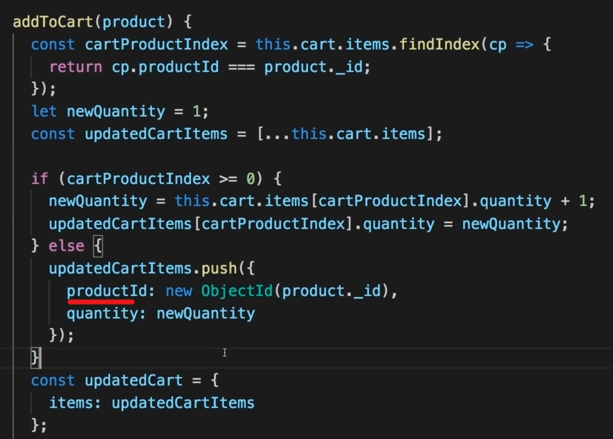 addToCart(product) {
const cartProductIndex = this.cart.items.findIndex(cp => {
return cp.productId === product._id;
});
let newQuantity = 1;
const updatedCartItems = [...this.cart.items];
if (cartProductIndex >= 0) {
newQuantity = this.cart.items[cartProductIndex].quantity + 1;
updatedCartItems[cartProductIndex].quantity = newQuantity;
} else {
updatedCartItems.push({
productId: new ObjectId(product._id),
quantity: newQuantity
});
}
const updatedCart = {
items: updatedCartItems
};